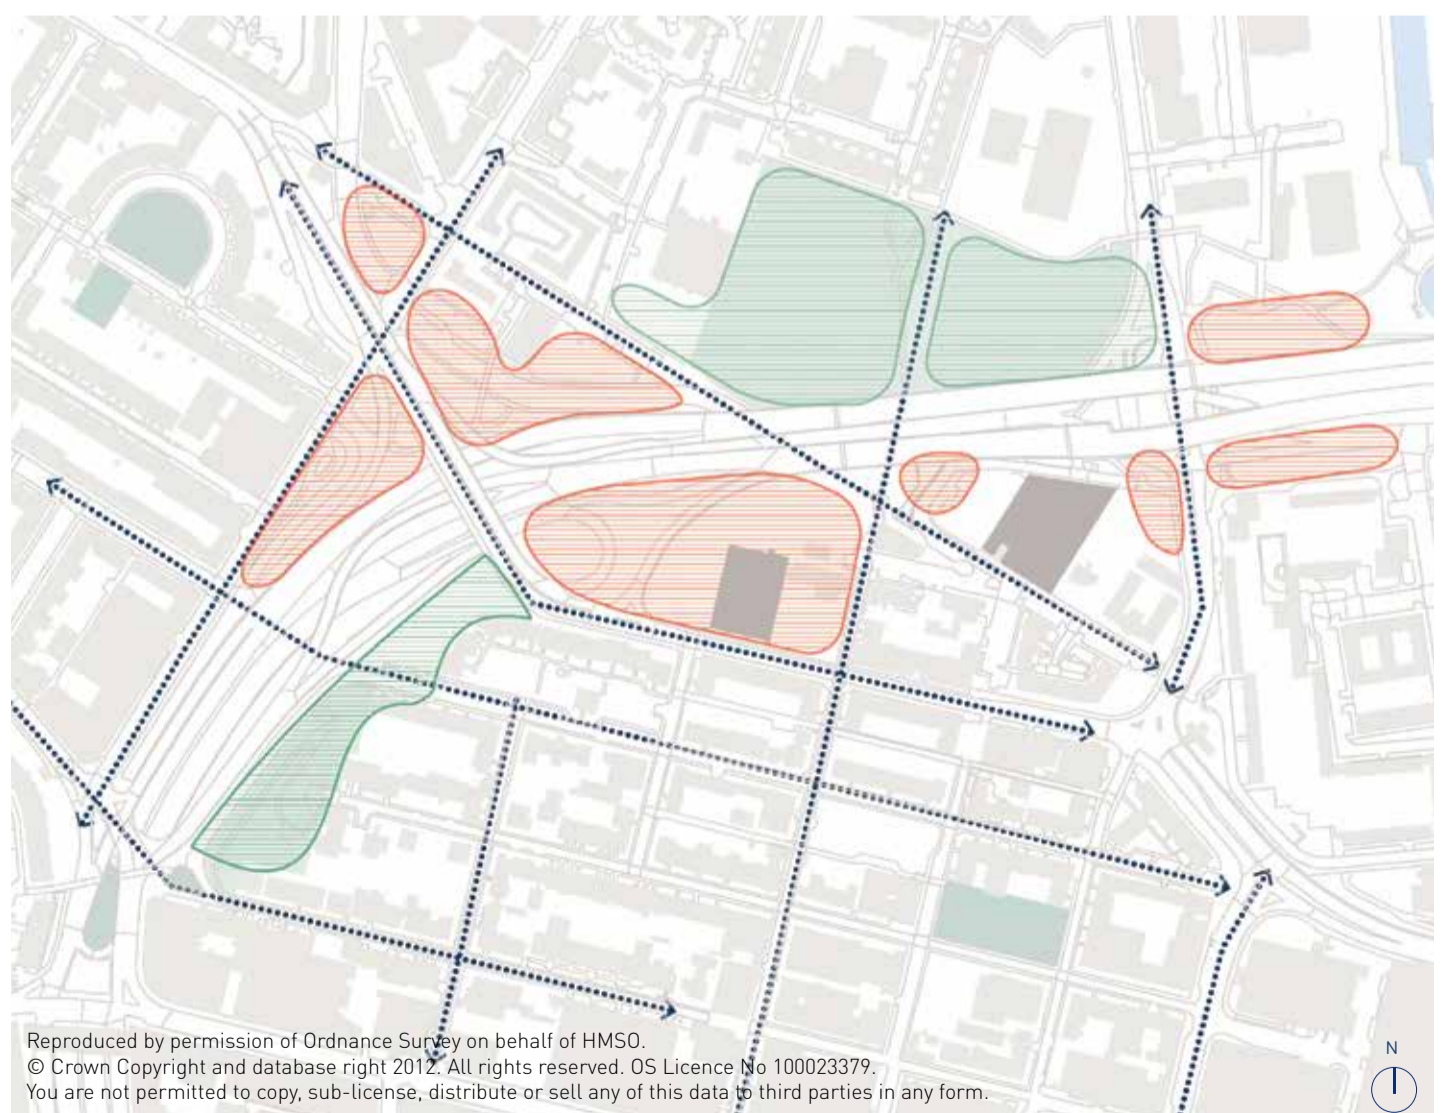 Reproduced by permission of Ordnance Survey on behalf of HMSO.
© Crown Copyright and database right 2012. All rights reserved. OS Licence No 100023379.
You are not permitted to copy, sub-license, distribute or sell any of this data to third parties in any form.
N